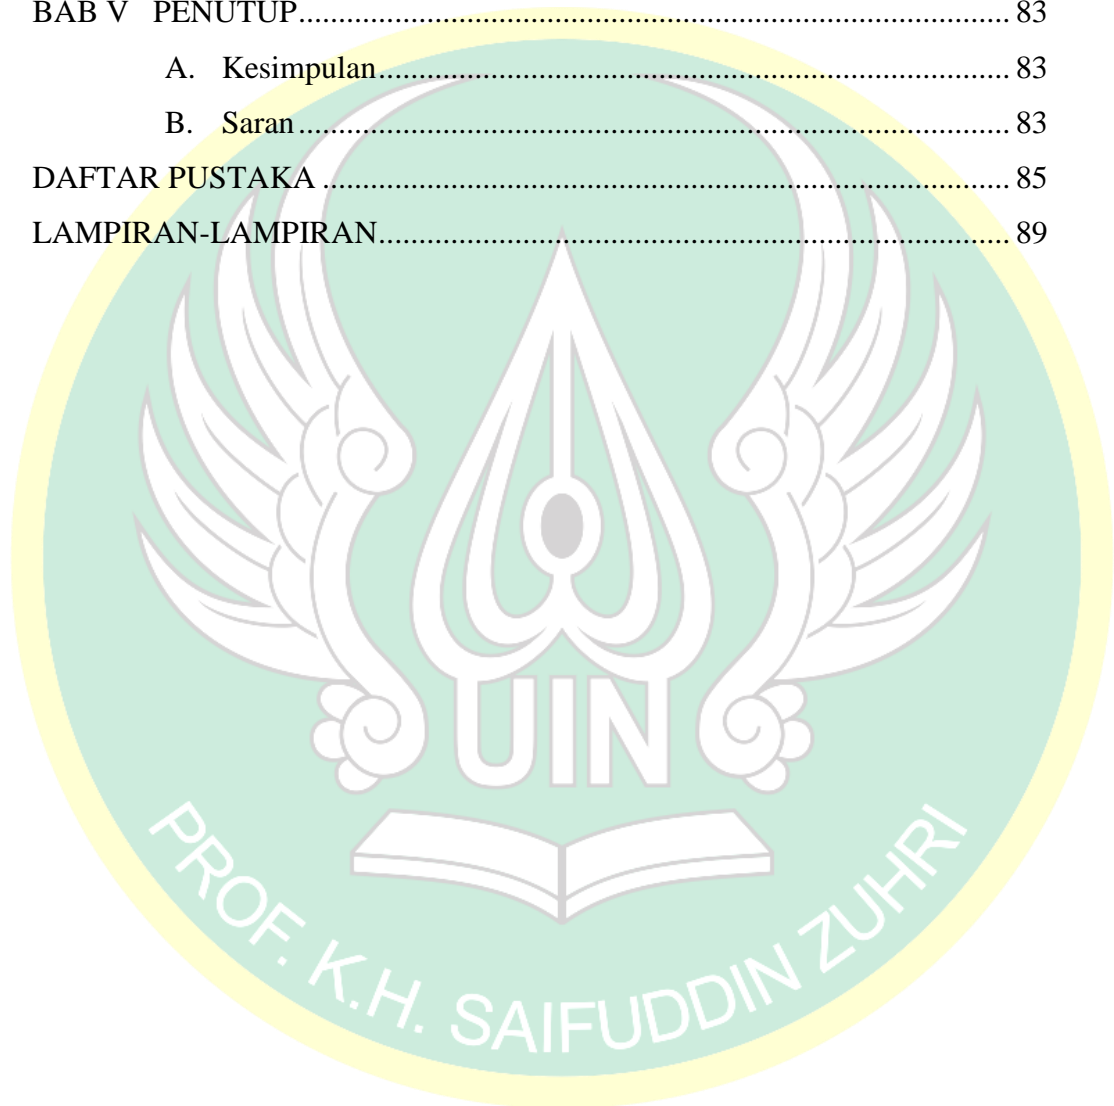 BAB V   PENUTUP......................................................................................... 83
A.   Kesimpulan............................................................................... 83
B.   Saran......................................................................................... 83
DAFTAR PUSTAKA...................................................................................... 85
LAMPIRAN-LAMPIRAN............................................................................... 89
UIN
PROF. K.H. SAIFUDDIN ZUHRI